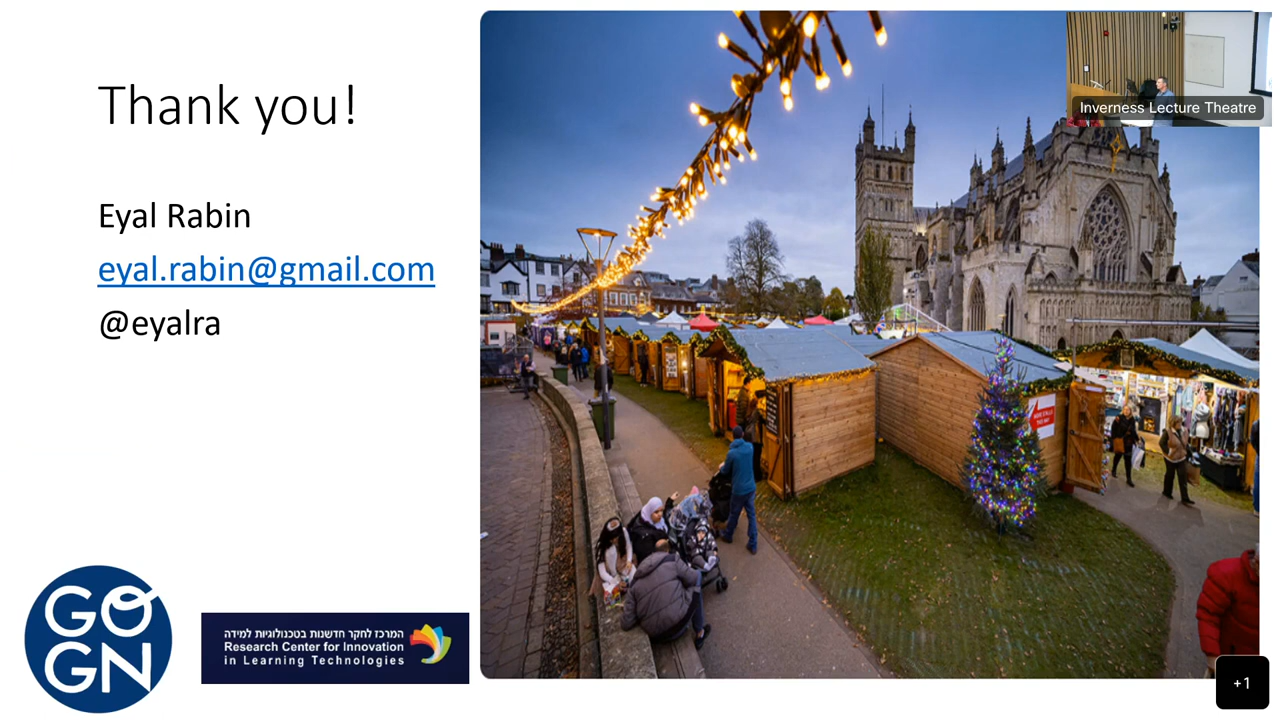 Thank you!
Eyal Rabin
eyal.rabin@gmail.com
@eyalra
GO
GN
המרכז לחקר חדשנות בטכנולוגיות למידה
Research Center for Innovation
in Learning Technologies
Inverness Lecture Theatre
+1